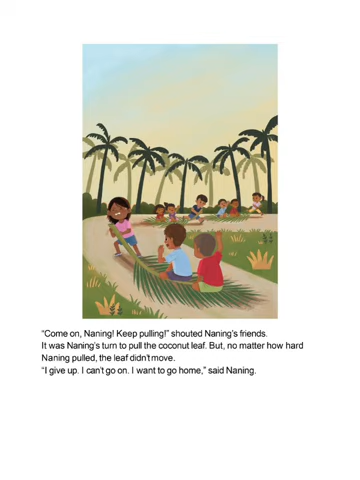 “Come on, Naning! Keep pulling!” shouted Naning’s friends.
It was Naning’s turn to pull the coconut leaf. But, no matter how hard
Naning pulled, the leaf didn’t move.
“I give up. I can’t go on. I want to go home,” said Naning.